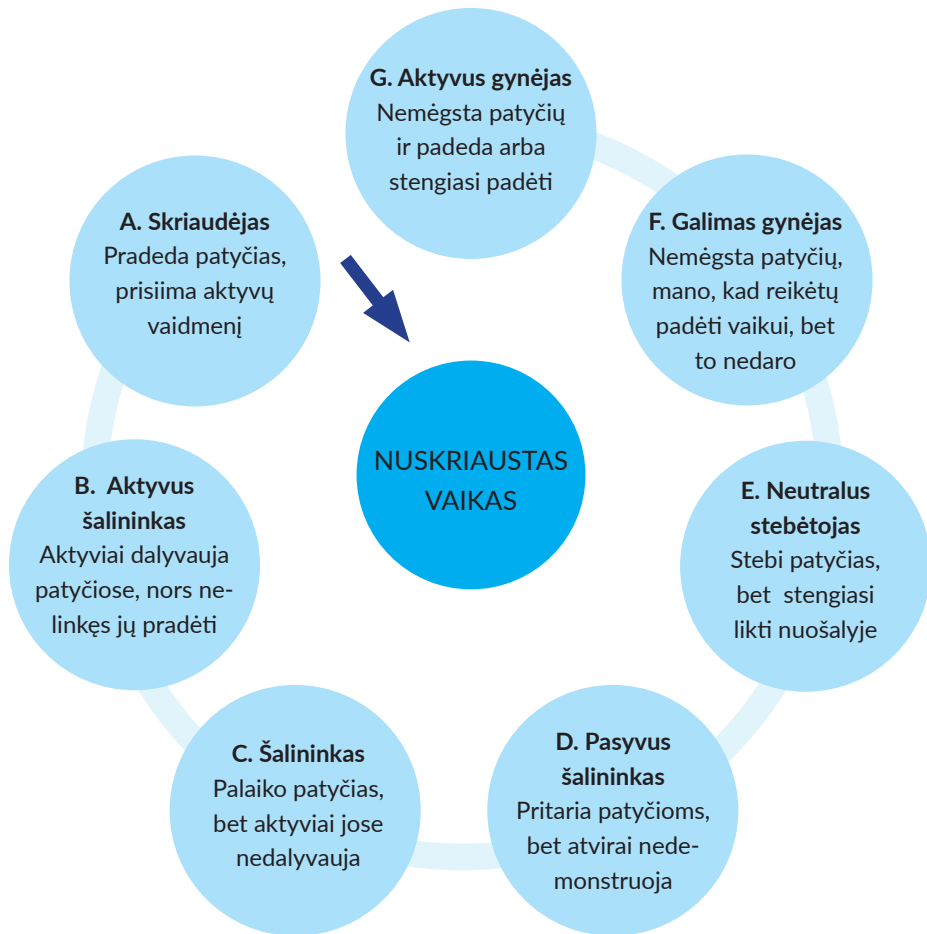 G. Aktyvus gynėjas
Nemėgsta patyčių
ir padeda arba
stengiasi padėti
A. Skriaudėjas
Pradeda patyčias,
prisiima aktyvų
vaidmenį
F. Galimas gynėjas
Nemėgsta patyčių,
mano, kad reikėtų
padėti vaikui, bet
to nedaro
NUSKRIAUSTAS
VAIKAS
B. Aktyvus
šalininkas
Aktyviai dalyvauja
patyčiose, nors ne-
linkęs jų pradėti
E. Neutralus
stebėtojas
Stebi patyčias,
bet stengiasi
likti nuošalyje
C. Šalininkas
Palaiko patyčias,
bet aktyviai jose
nedalyvauja
D. Pasyvus
šalininkas
Pritaria patyčioms,
bet atvirai nede-
monstruoja